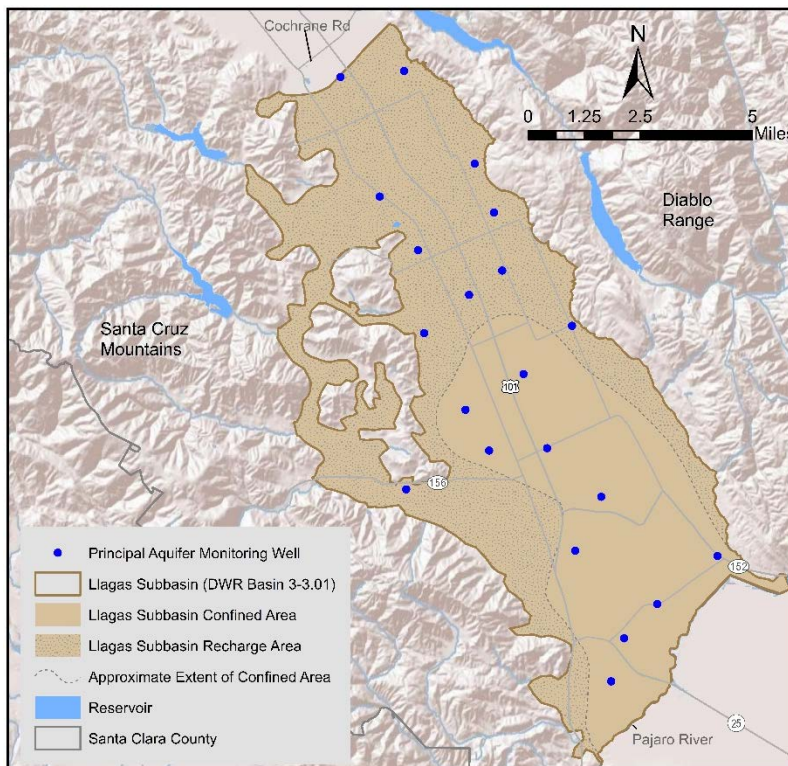 Cochrane Rd
N
0 1.25 2.5 5
Miles
Diablo
Range
Santa Cruz
Mountains
101
156
152
Principal Aquifer Monitoring Well
Llagas Subbasin (DWR Basin 3-3.01)
Llagas Subbasin Confined Area
Llagas Subbasin Recharge Area
Approximate Extent of Confined Area
Reservoir
Santa Clara County
25
Pajaro River